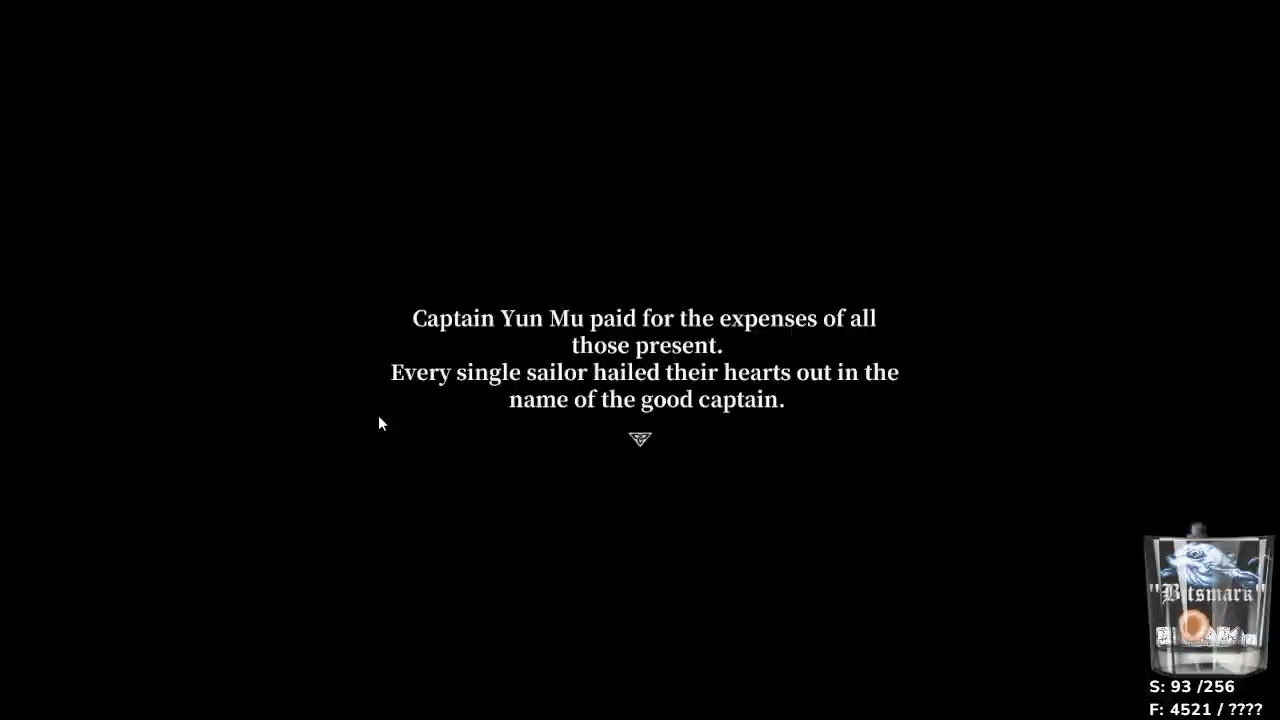 Captain Yun Mu paid for the expenses of all
those present.
Every single sailor hailed their hearts out in the
name of the good captain.
"Bitsmark"
S: 93 /256
F: 4521 / ????